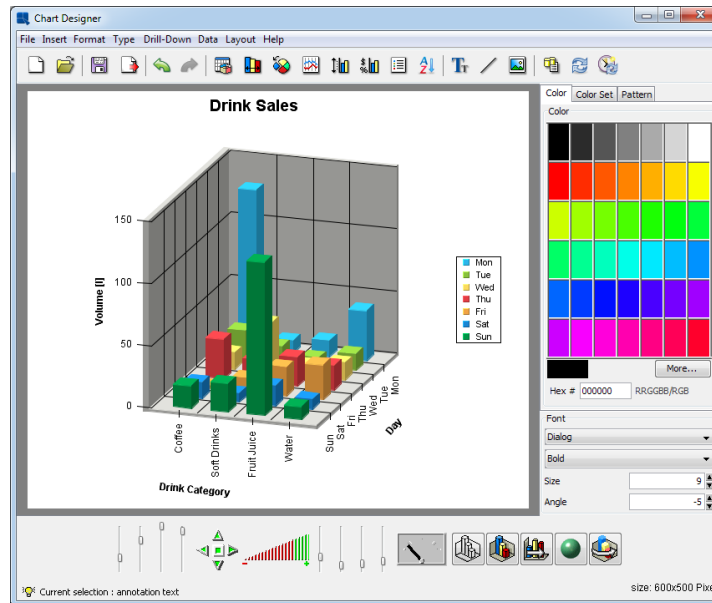 Chart Designer
File Insert Format Type Drill-Down Data Layout Help
Drink Sales
Color Color Set Pattern
Color
150
100
50
0
Volume [l]
Mon
Tue
Wed
Thu
Fri
Sat
Sun
Coffee
Soft Drinks
Fruit Juice
Water
Sun
Sat
Fri
Thu
Wed
Tue
Mon
Day
Drink Category
More...
Hex # 000000 RRGGBB/RGB
Font
Dialog
Bold
Size 9
Angle -5
Current selection : annotation text
size: 600x500 Pixe